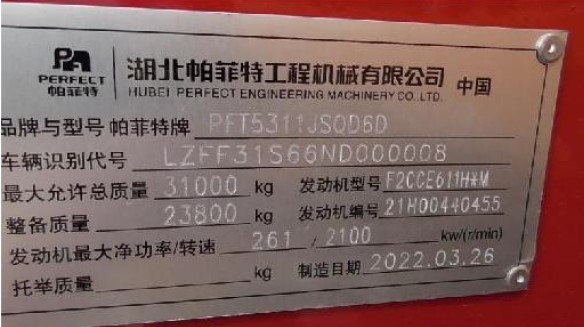 PERFECT
帕菲特
湖北帕菲特工程机械有限公司 中国
HUBEI PERFECT ENGINEERING MACHINERY CO.,LTD.
品牌与型号 帕菲特牌 PFT5311JSQD6D
车辆识别代号 LZFF31S66ND000008
最大允许总质量 31000 kg 发动机型号 F2CCE611H*M
整备质量 23800 kg 发动机编号 21H00440455
发动机最大净功率/转速 261 / 2100 kw/(r/min)
托举质量 kg 制造日期 2022.03.26